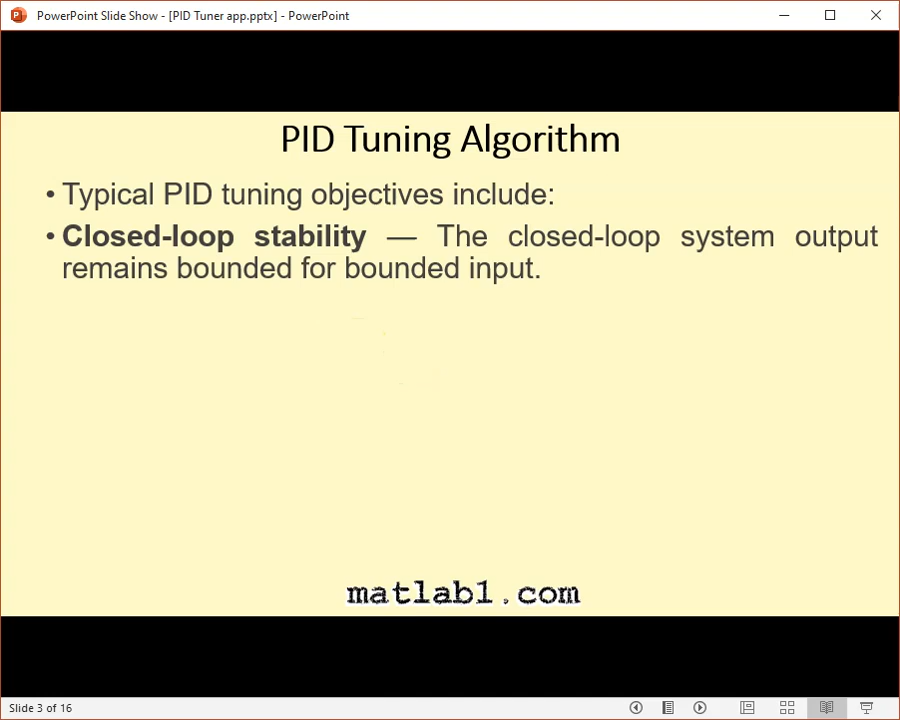 PowerPoint Slide Show - [PID Tuner app.pptx] - PowerPoint
PID Tuning Algorithm
• Typical PID tuning objectives include:
• Closed-loop stability — The closed-loop system output
remains bounded for bounded input.
matlab1.com
Slide 3 of 16